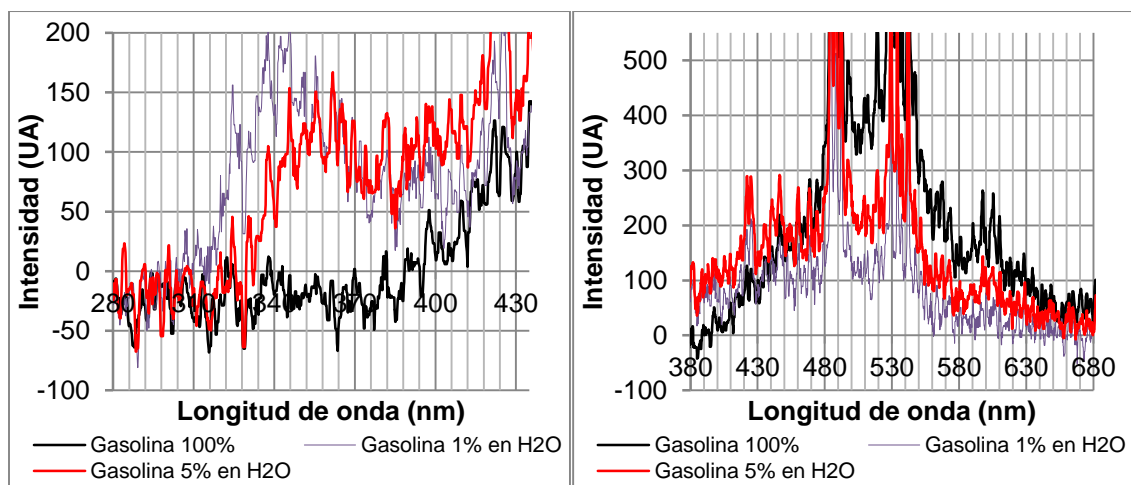 200
150
100
50
0
-50
-100
Intensidad (UA)
280 310 340 370 400 430
Longitud de onda (nm)
Gasolina 100%
Gasolina 1% en H2O
Gasolina 5% en H2O
500
400
300
200
100
0
-100
Intensidad (UA)
380 430 480 530 580 630 680
Longitud de onda (nm)
Gasolina 100%
Gasolina 1% en H2O
Gasolina 5% en H2O